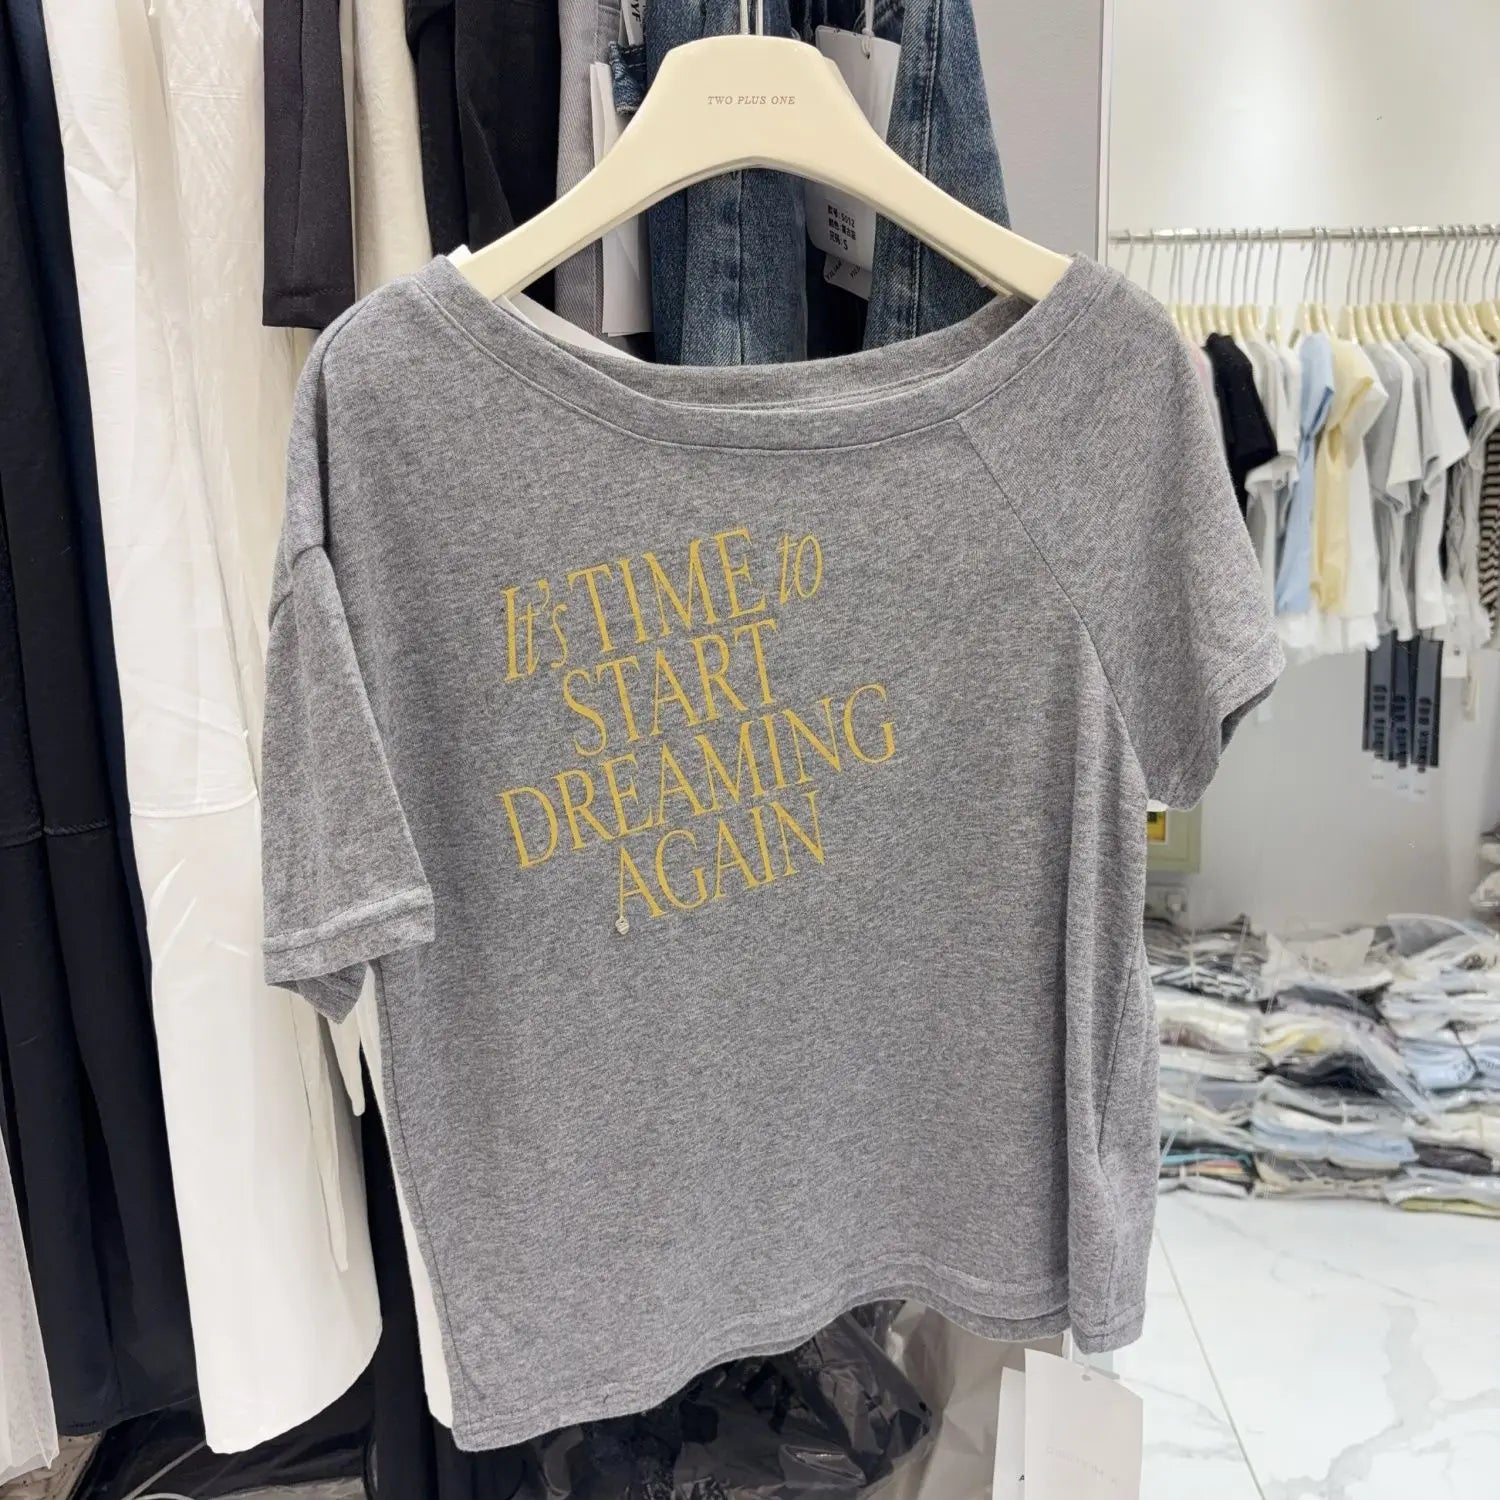 TWO PLUS ONE
It's TIME to
START
DREAMING
AGAIN